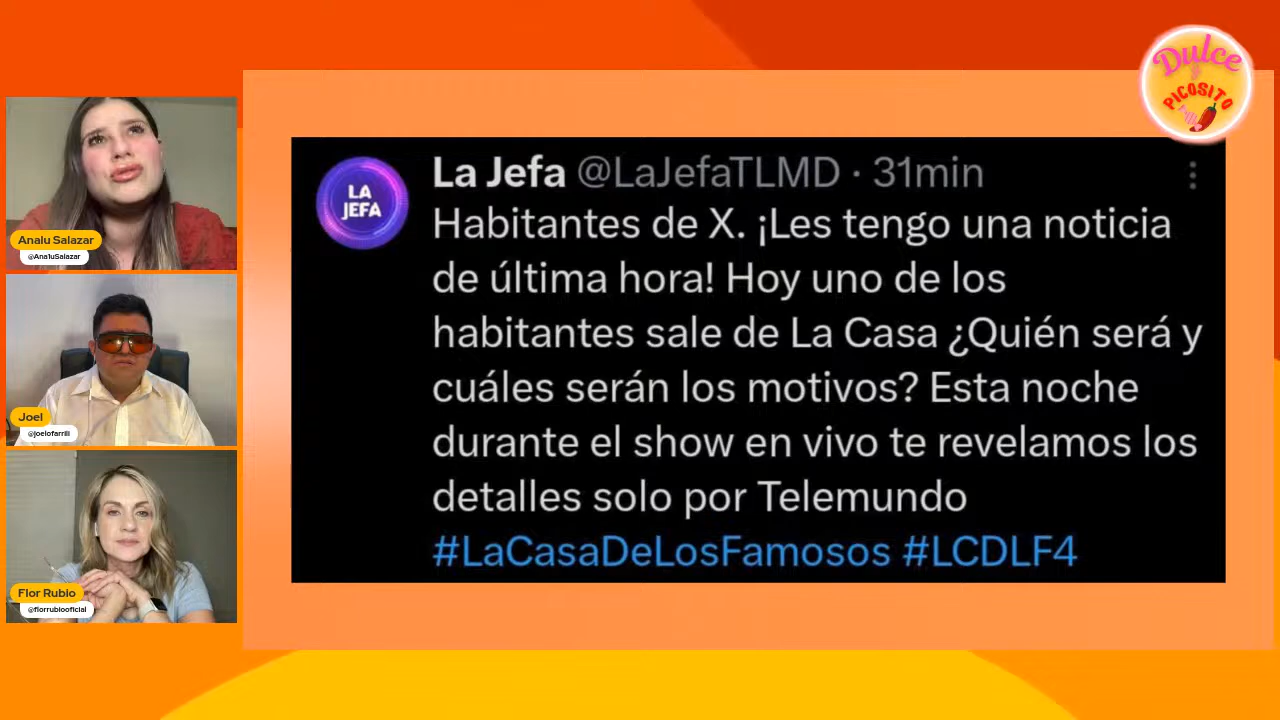 Dulce
y
PICOSITO
Analu Salazar
@Ana1uSalazar
Joel
@joelofarrill
Flor Rubio
@florrubiooficial
LA
JEFA
La Jefa @LaJefaTLMD · 31min
Habitantes de X. ¡Les tengo una noticia
de última hora! Hoy uno de los
habitantes sale de La Casa ¿Quién será y
cuáles serán los motivos? Esta noche
durante el show en vivo te revelamos los
detalles solo por Telemundo
#LaCasaDeLosFamosos #LCDLF4